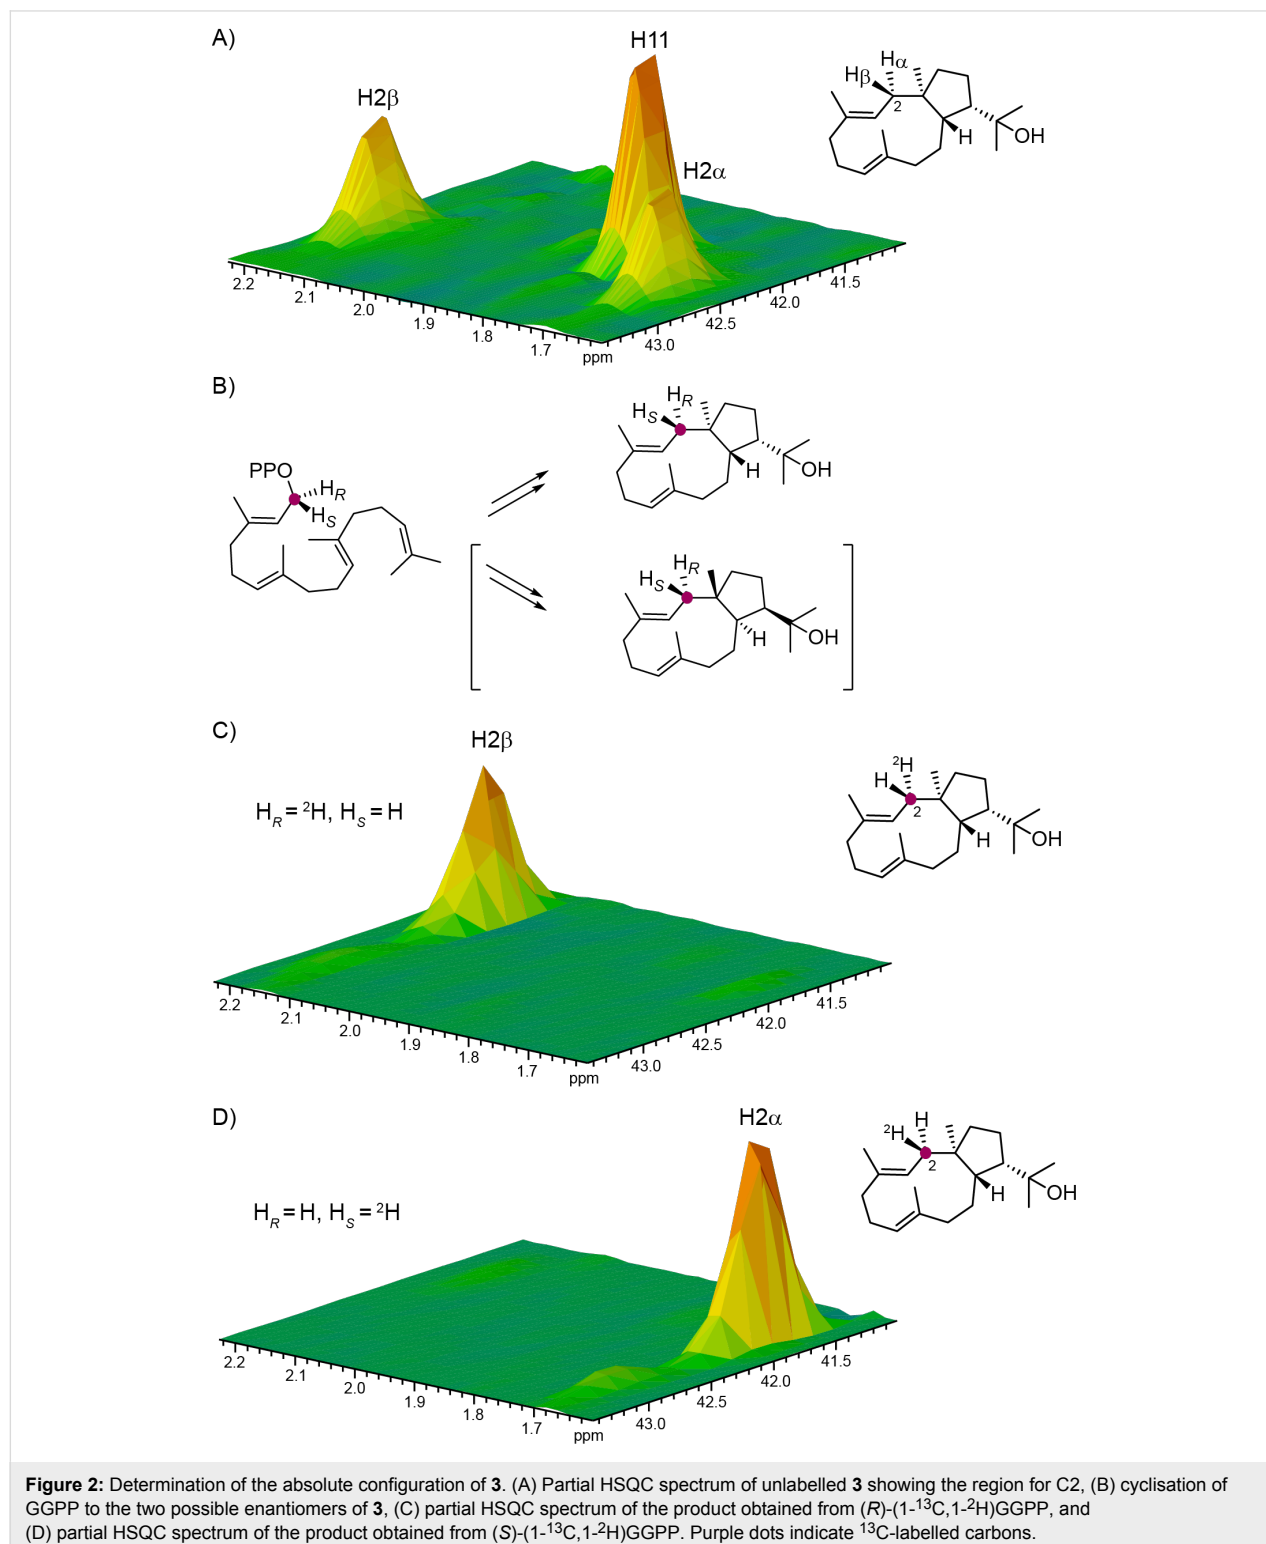 A)
H11
H2β
H2α
Hβ Hα
2
H
OH
2.2 2.1 2.0 1.9 1.8 1.7 ppm 43.0 42.5 42.0 41.5
B)
PPO
HR
HS
HS HR
H
OH
HS HR
H
OH
C)
H2β
HR = ²H, HS = H
H ²H
2
H
OH
2.2 2.1 2.0 1.9 1.8 1.7 ppm 43.0 42.5 42.0 41.5
D)
H2α
HR = H, HS = ²H
²H H
2
H
OH
2.2 2.1 2.0 1.9 1.8 1.7 ppm 43.0 42.5 42.0 41.5
Figure 2: Determination of the absolute configuration of 3. (A) Partial HSQC spectrum of unlabelled 3 showing the region for C2, (B) cyclisation of
GGPP to the two possible enantiomers of 3, (C) partial HSQC spectrum of the product obtained from (R)-(1-¹³C,1-²H)GGPP, and
(D) partial HSQC spectrum of the product obtained from (S)-(1-¹³C,1-²H)GGPP. Purple dots indicate ¹³C-labelled carbons.